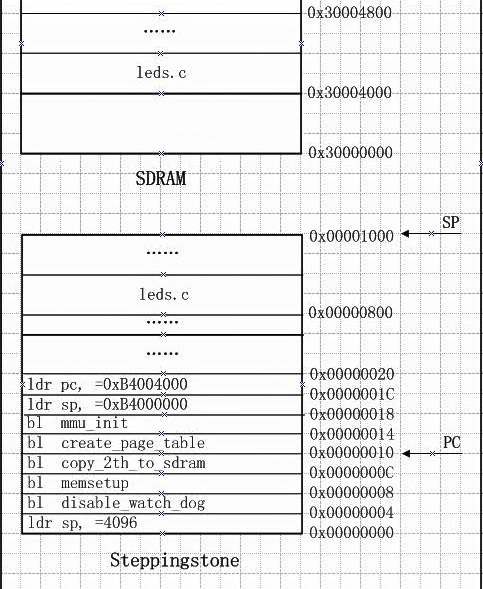 0x30004800
......
leds.c
0x30004000
0x30000000
SDRAM
SP
0x00001000
......
leds.c
0x00000800
......
......
0x00000020
ldr pc, =0xB4004000
0x0000001C
ldr sp, =0xB4000000
0x00000018
bl mmu_init
0x00000014
bl create_page_table
PC
0x00000010
bl copy_2th_to_sdram
0x0000000C
bl memsetup
0x00000008
bl disable_watch_dog
0x00000004
ldr sp, =4096
0x00000000
Steppingstone